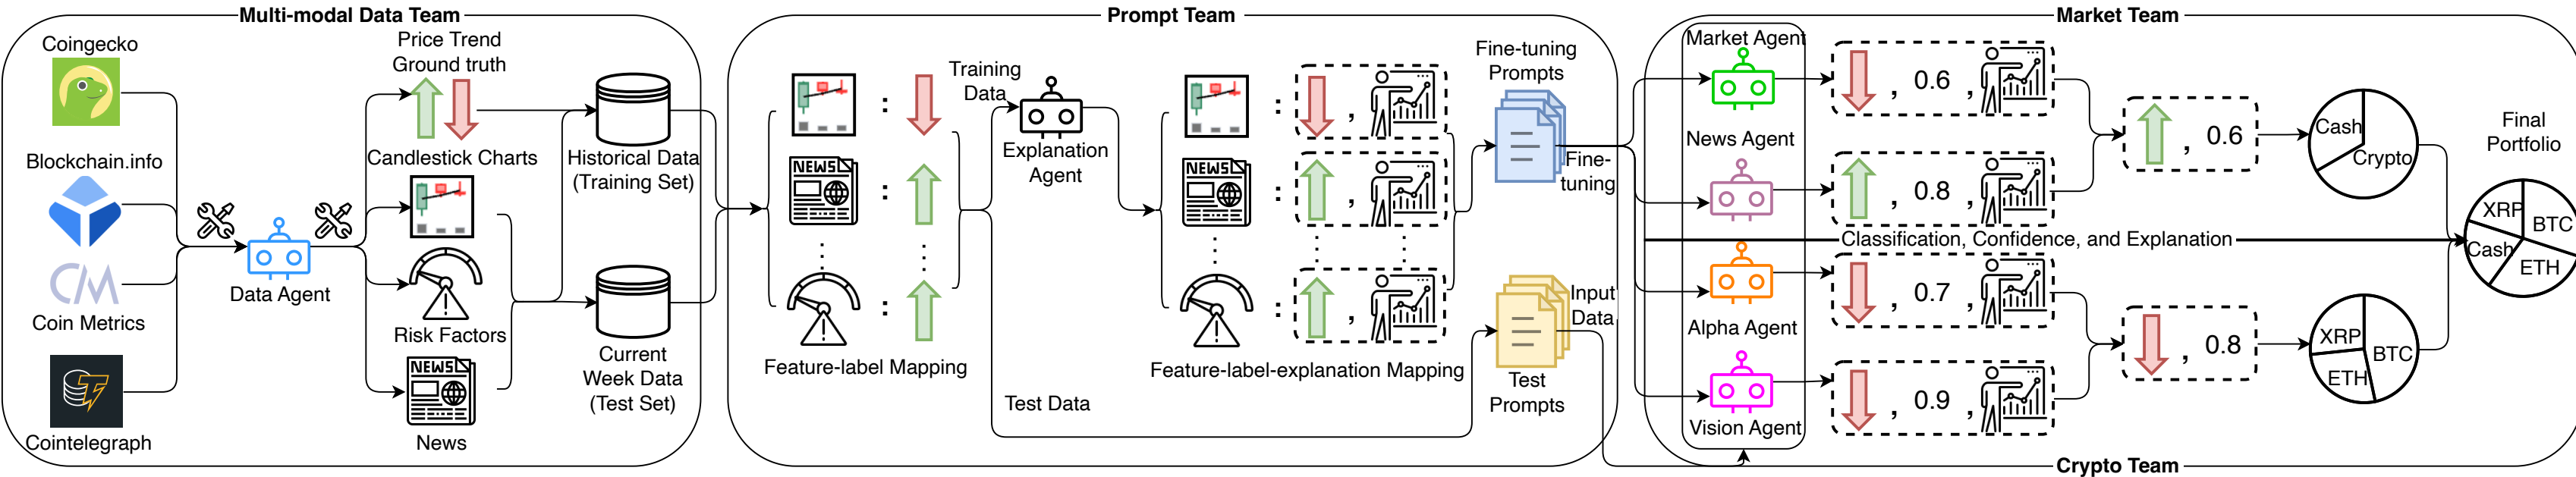 Multi-modal Data Team
Coingecko
Blockchain.info
CM
Coin Metrics
Cointelegraph
Data Agent
Price Trend
Ground truth
Candlestick Charts
Risk Factors
NEWS
News
Historical Data
(Training Set)
Current
Week Data
(Test Set)
Prompt Team
:
NEWS
:
:
Feature-label Mapping
Training
Data
Explanation
Agent
Test Data
: ,
NEWS
: ,
: ,
Feature-label-explanation Mapping
Fine-tuning
Prompts
Fine-
tuning
Test
Prompts
Input
Data
Market Team
Market Agent
News Agent
Alpha Agent
Vision Agent
, 0.6 ,
, 0.8 ,
Classification, Confidence, and Explanation
, 0.7 ,
, 0.9 ,
, 0.6
, 0.8
Cash
Crypto
XRP
BTC
ETH
Final
Portfolio
XRP
BTC
Cash
ETH
Crypto Team